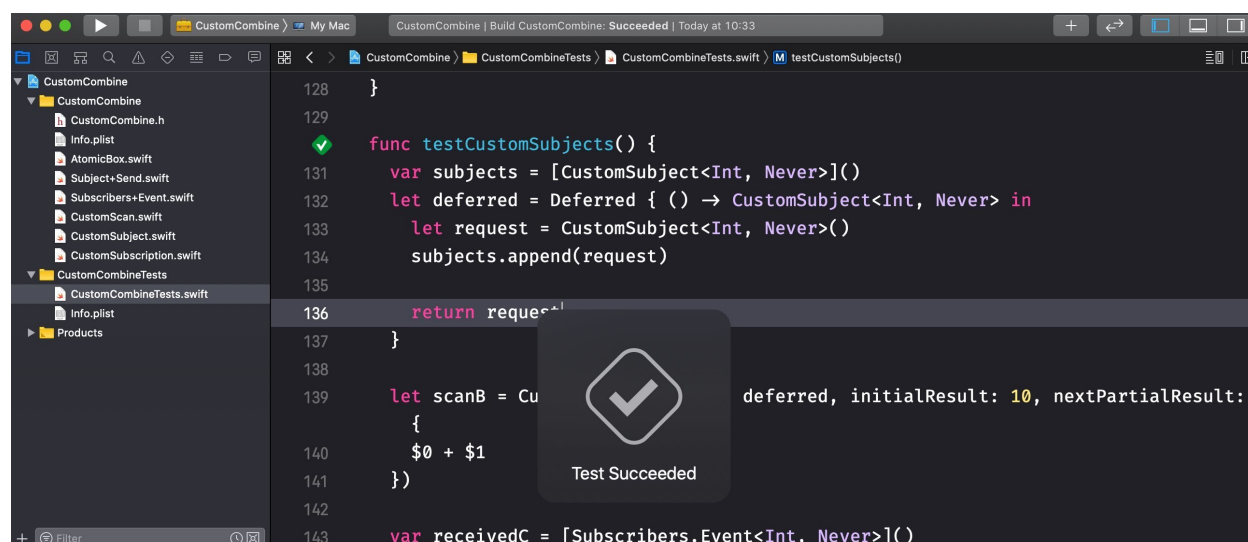 CustomCombine 〉 My Mac
CustomCombine | Build CustomCombine: Succeeded | Today at 10:33
CustomCombine 〉 CustomCombineTests 〉 CustomCombineTests.swift 〉 M testCustomSubjects()
CustomCombine
CustomCombine
h CustomCombine.h
Info.plist
AtomicBox.swift
Subject+Send.swift
Subscribers+Event.swift
CustomScan.swift
CustomSubject.swift
CustomSubscription.swift
CustomCombineTests
CustomCombineTests.swift
Info.plist
Products
Filter
128 }
129
func testCustomSubjects() {
131 var subjects = [CustomSubject<Int, Never>]()
132 let deferred = Deferred { () → CustomSubject<Int, Never> in
133 let request = CustomSubject<Int, Never>()
134 subjects.append(request)
135
136 return request
137 }
138
139 let scanB = Cu deferred, initialResult: 10, nextPartialResult:
{
140 $0 + $1
141 })
142
143 var receivedC = [Subscribers.Event<Int, Never>]()
Test Succeeded